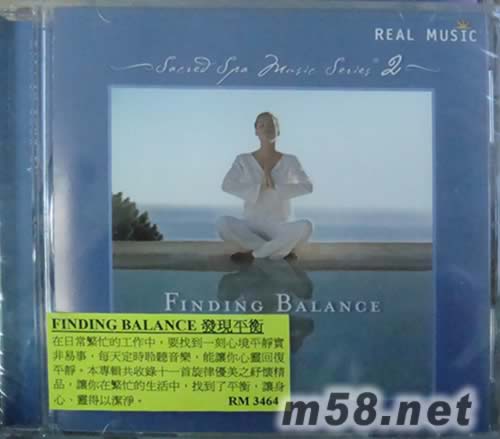 REAL MUSIC
Sacred Spa Music Series® 2
FINDING BALANCE
FINDING BALANCE 發現平衡
在日常繁忙的工作中，要找到一刻心境平靜實
非易事，每天定時聆聽音樂，能讓你心靈回復
平靜。本專輯共收錄十一首旋律優美之紓懷精
品，讓你在繁忙的生活中，找到了平衡，讓身
心、靈得以潔淨。
RM 3464
m58.net